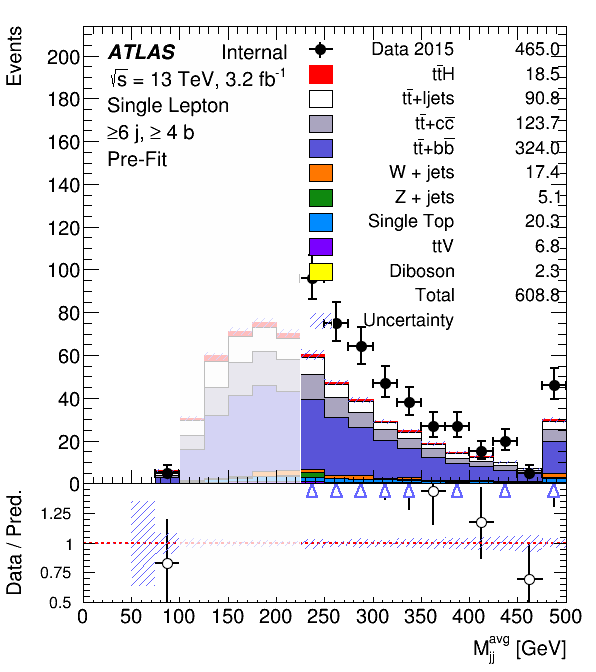 Events
ATLAS Internal
√s = 13 TeV, 3.2 fb⁻¹
Single Lepton
≥6 j, ≥ 4 b
Pre-Fit
Data 2015 465.0
tt̄H 18.5
tt̄+ljets 90.8
tt̄+cc̄ 123.7
tt̄+bb̄ 324.0
W + jets 17.4
Z + jets 5.1
Single Top 20.3
ttV 6.8
Diboson 2.3
Total 608.8
Uncertainty
200
180
160
140
120
100
80
60
40
20
0
Data / Pred.
1.25
1
0.75
0.5
0 50 100 150 200 250 300 350 400 450 500
M_jj^avg [GeV]